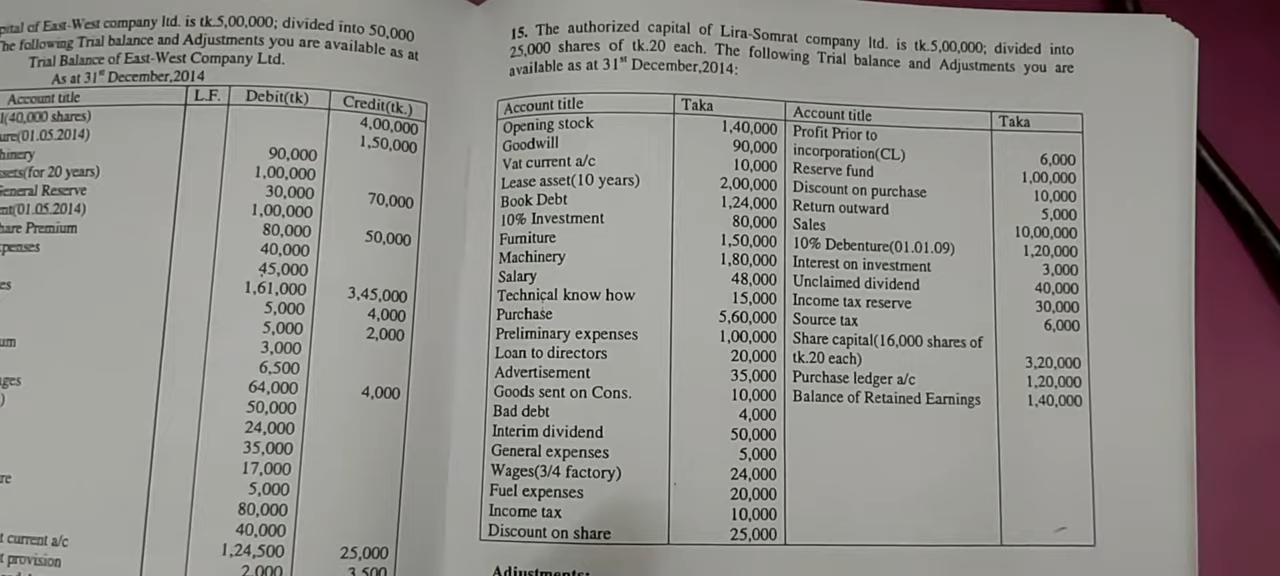 pital of East-West company ltd. is tk.5,00,000; divided into 50,000
he following Trial balance and Adjustments you are available as at
Trial Balance of East-West Company Ltd.
As at 31st December,2014
Account title L.F. Debit(tk) Credit(tk.)
l(40,000 shares) 4,00,000
ure(01.05.2014) 1,50,000
hinery 90,000
ssets(for 20 years) 1,00,000
General Reserve 30,000 70,000
nt(01.05.2014) 1,00,000
hare Premium 80,000 50,000
penses 40,000
45,000
es 1,61,000 3,45,000
5,000 4,000
5,000 2,000
um 3,000
6,500
ages 64,000 4,000
) 50,000
24,000
35,000
17,000
re 5,000
80,000
40,000
t current a/c 1,24,500 25,000
t provision 2,000 3,500
15. The authorized capital of Lira-Somrat company ltd. is tk.5,00,000; divided into
25,000 shares of tk.20 each. The following Trial balance and Adjustments you are
available as at 31st December,2014:
Account title Taka Account title Taka
Opening stock 1,40,000 Profit Prior to
Goodwill 90,000 incorporation(CL) 6,000
Vat current a/c 10,000 Reserve fund 1,00,000
Lease asset(10 years) 2,00,000 Discount on purchase 10,000
Book Debt 1,24,000 Return outward 5,000
10% Investment 80,000 Sales 10,00,000
Furniture 1,50,000 10% Debenture(01.01.09) 1,20,000
Machinery 1,80,000 Interest on investment 3,000
Salary 48,000 Unclaimed dividend 40,000
Technical know how 15,000 Income tax reserve 30,000
Purchase 5,60,000 Source tax 6,000
Preliminary expenses 1,00,000 Share capital(16,000 shares of
Loan to directors 20,000 tk.20 each) 3,20,000
Advertisement 35,000 Purchase ledger a/c 1,20,000
Goods sent on Cons. 10,000 Balance of Retained Earnings 1,40,000
Bad debt 4,000
Interim dividend 50,000
General expenses 5,000
Wages(3/4 factory) 24,000
Fuel expenses 20,000
Income tax 10,000
Discount on share 25,000
Adjustments: